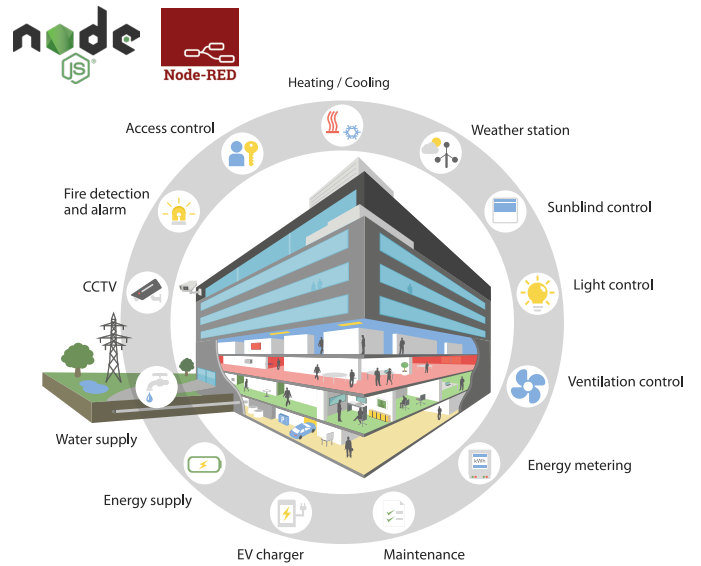 node
JS
Node-RED
Heating / Cooling
Access control
Weather station
Fire detection
and alarm
Sunblind control
CCTV
Light control
Ventilation control
Water supply
Energy metering
kWh
Energy supply
EV charger
Maintenance